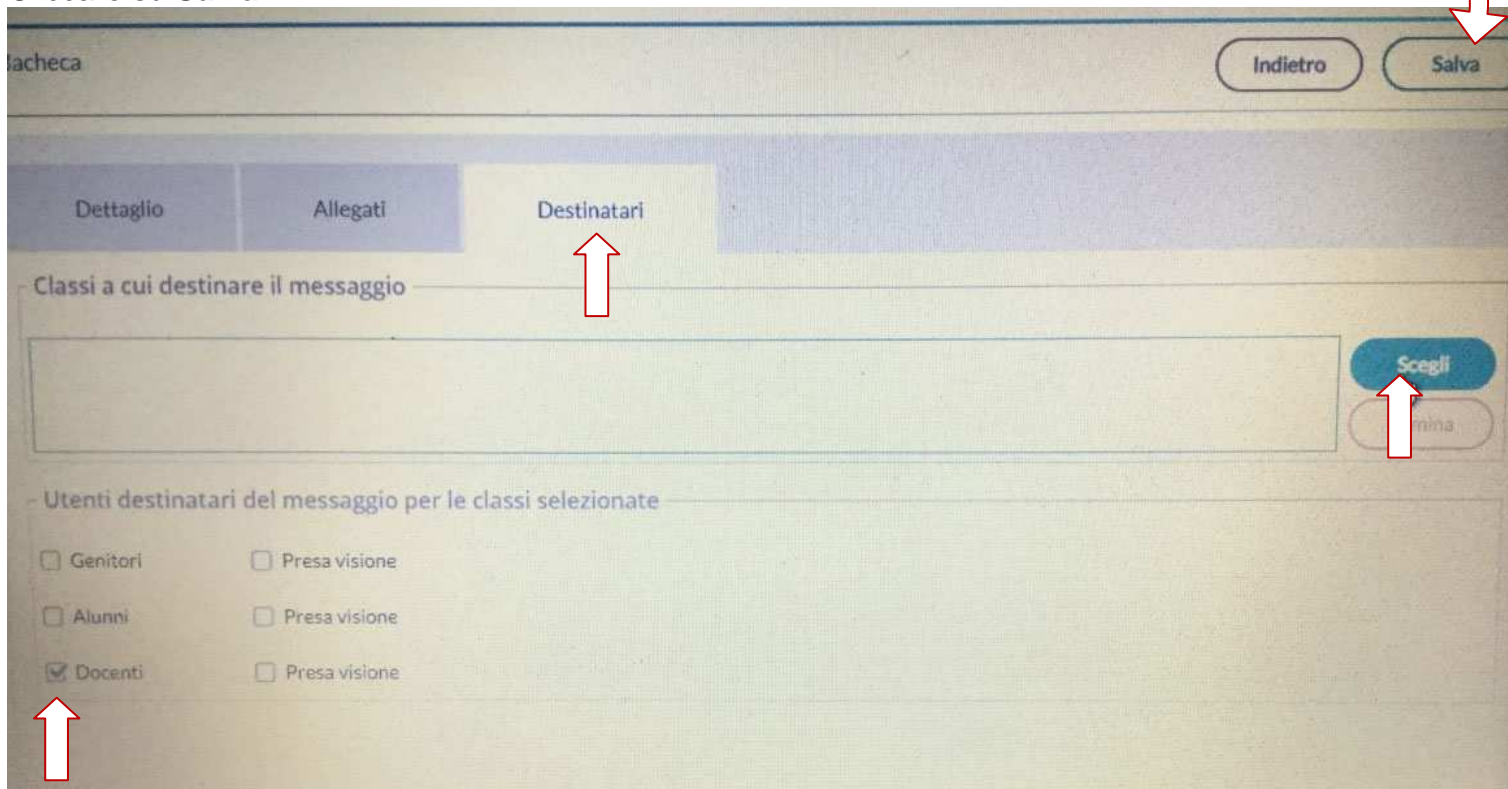 Indietro
Salva
Dettaglio
Allegati
Destinatari
Classi a cui destinare il messaggio
Scegli
Utenti destinatari del messaggio per le classi selezionate
Genitori
Presa visione
Alunni
Presa visione
Docenti
Presa visione